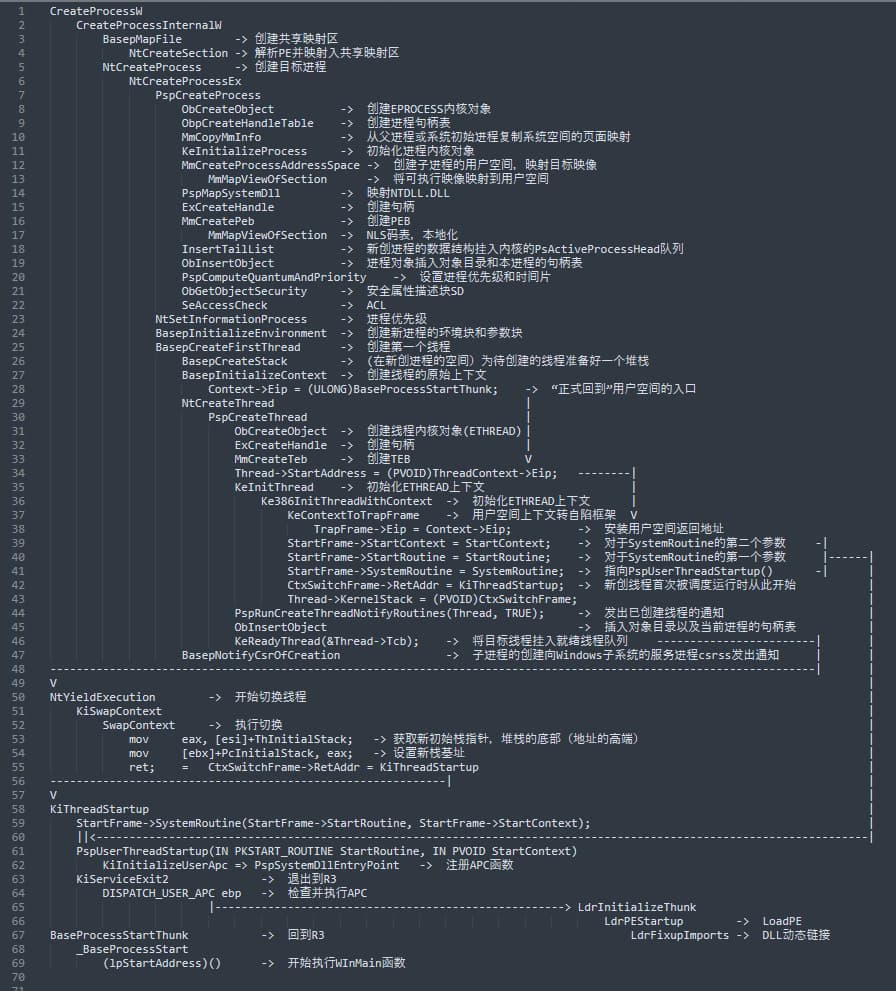 1 CreateProcessW
2 CreateProcessInternalW
3 BasepMapFile -> 创建共享映射区
4 NtCreateSection -> 解析PE并映射入共享映射区
5 NtCreateProcess -> 创建目标进程
6 NtCreateProcessEx
7 PspCreateProcess
8 ObCreateObject -> 创建EPROCESS内核对象
9 ObpCreateHandleTable -> 创建进程句柄表
10 MmCopyMmInfo -> 从父进程或系统初始进程复制系统空间的页面映射
11 KeInitializeProcess -> 初始化进程内核对象
12 MmCreateProcessAddressSpace -> 创建子进程的用户空间，映射目标映像
13 MmMapViewOfSection -> 将可执行映像映射到用户空间
14 PspMapSystemDll -> 映射NTDLL.DLL
15 ExCreateHandle -> 创建句柄
16 MmCreatePeb -> 创建PEB
17 MmMapViewOfSection -> NLS码表，本地化
18 InsertTailList -> 新创进程的数据结构挂入内核的PsActiveProcessHead队列
19 ObInsertObject -> 进程对象插入对象目录和本进程的句柄表
20 PspComputeQuantumAndPriority -> 设置进程优先级和时间片
21 ObGetObjectSecurity -> 安全属性描述块SD
22 SeAccessCheck -> ACL
23 NtSetInformationProcess -> 进程优先级
24 BasepInitializeEnvironment -> 创建新进程的环境块和参数块
25 BasepCreateFirstThread -> 创建第一个线程
26 BasepCreateStack -> (在新创进程的空间）为待创建的线程准备好一个堆栈
27 BasepInitializeContext -> 创建线程的原始上下文
28 Context->Eip = (ULONG)BaseProcessStartThunk; -> “正式回到”用户空间的入口
29 NtCreateThread |
30 PspCreateThread |
31 ObCreateObject -> 创建线程内核对象(ETHREAD) |
32 ExCreateHandle -> 创建句柄 |
33 MmCreateTeb -> 创建TEB V
34 Thread->StartAddress = (PVOID)ThreadContext->Eip; --------|
35 KeInitThread -> 初始化ETHREAD上下文 |
36 Ke386InitThreadWithContext -> 初始化ETHREAD上下文 |
37 KeContextToTrapFrame -> 用户空间上下文转自陷框架 V
38 TrapFrame->Eip = Context->Eip; -> 安装用户空间返回地址
39 StartFrame->StartContext = StartContext; -> 对于SystemRoutine的第二个参数 -|
40 StartFrame->StartRoutine = StartRoutine; -> 对于SystemRoutine的第一个参数 |------|
41 StartFrame->SystemRoutine = SystemRoutine; -> 指向PspUserThreadStartup() -| |
42 CtxSwitchFrame->RetAddr = KiThreadStartup; -> 新创线程首次被调度运行时从此开始 |
43 Thread->KernelStack = (PVOID)CtxSwitchFrame; |
44 PspRunCreateThreadNotifyRoutines(Thread, TRUE); -> 发出已创建线程的通知 |
45 ObInsertObject -> 插入对象目录以及当前进程的句柄表 |
46 KeReadyThread(&Thread->Tcb); -> 将目标线程挂入就绪线程队列 ------------------------| |
47 BasepNotifyCsrOfCreation -> 子进程的创建向Windows子系统的服务进程csrss发出通知 | |
48 ---------------------------------------------------------------------------------------------------------------------| |
49 V |
50 NtYieldExecution -> 开始切换线程 |
51 KiSwapContext |
52 SwapContext -> 执行切换 |
53 mov eax, [esi]+ThInitialStack; -> 获取新初始栈指针，堆栈的底部（地址的高端） |
54 mov [ebx]+PcInitialStack, eax; -> 设置新栈基址 |
55 ret; = CtxSwitchFrame->RetAddr = KiThreadStartup |
56 ------------------------------------------------------------| |
57 V |
58 KiThreadStartup |
59 StartFrame->SystemRoutine(StartFrame->StartRoutine, StartFrame->StartContext); |
60 ||<----------------------------------------------------------------------------------------------------------------------|
61 PspUserThreadStartup(IN PKSTART_ROUTINE StartRoutine, IN PVOID StartContext)
62 KiInitializeUserApc => PspSystemDllEntryPoint -> 注册APC函数
63 KiServiceExit2 -> 退出到R3
64 DISPATCH_USER_APC ebp -> 检查并执行APC
65 |-----------------------------------------------------> LdrInitializeThunk
66 LdrPEStartup -> LoadPE
67 BaseProcessStartThunk -> 回到R3 LdrFixupImports -> DLL动态链接
68 _BaseProcessStart
69 (lpStartAddress)() -> 开始执行WInMain函数
70
71